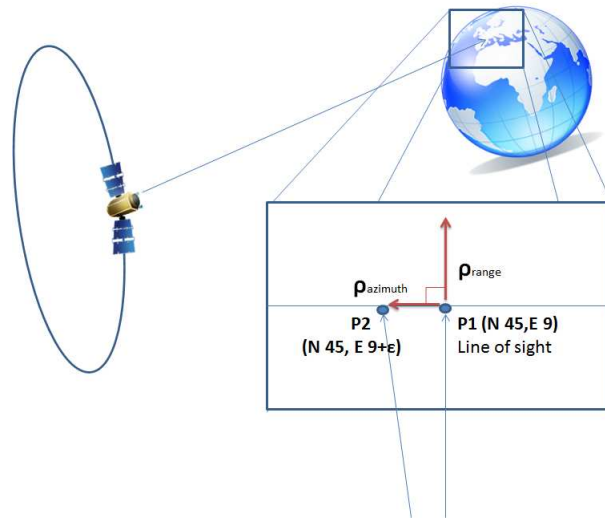 ρrange
ρazimuth
P2
(N 45, E 9+ε)
P1 (N 45,E 9)
Line of sight